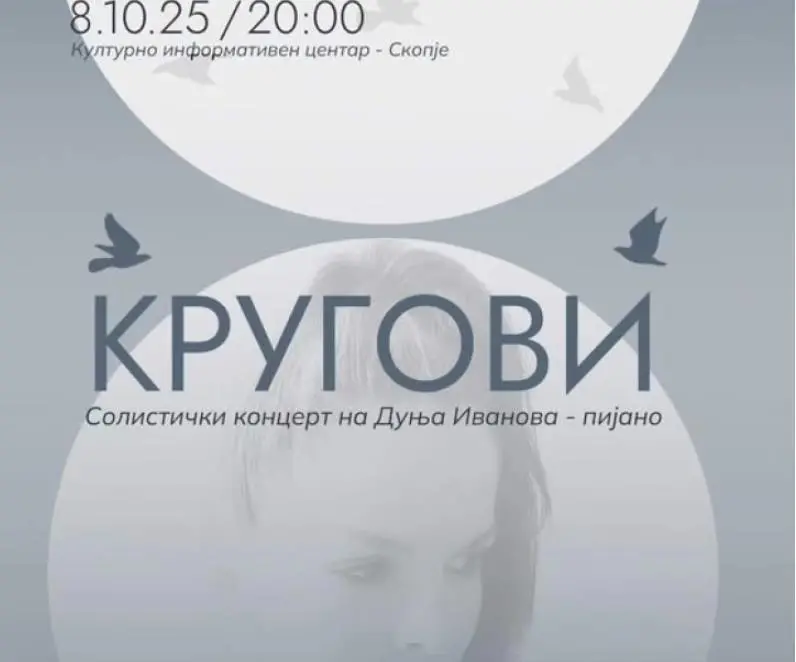 8.10.25 / 20:00
Културно информативен центар - Скопје
КРУГОВИ
Солистички концерт на Дуња Иванова - пијано